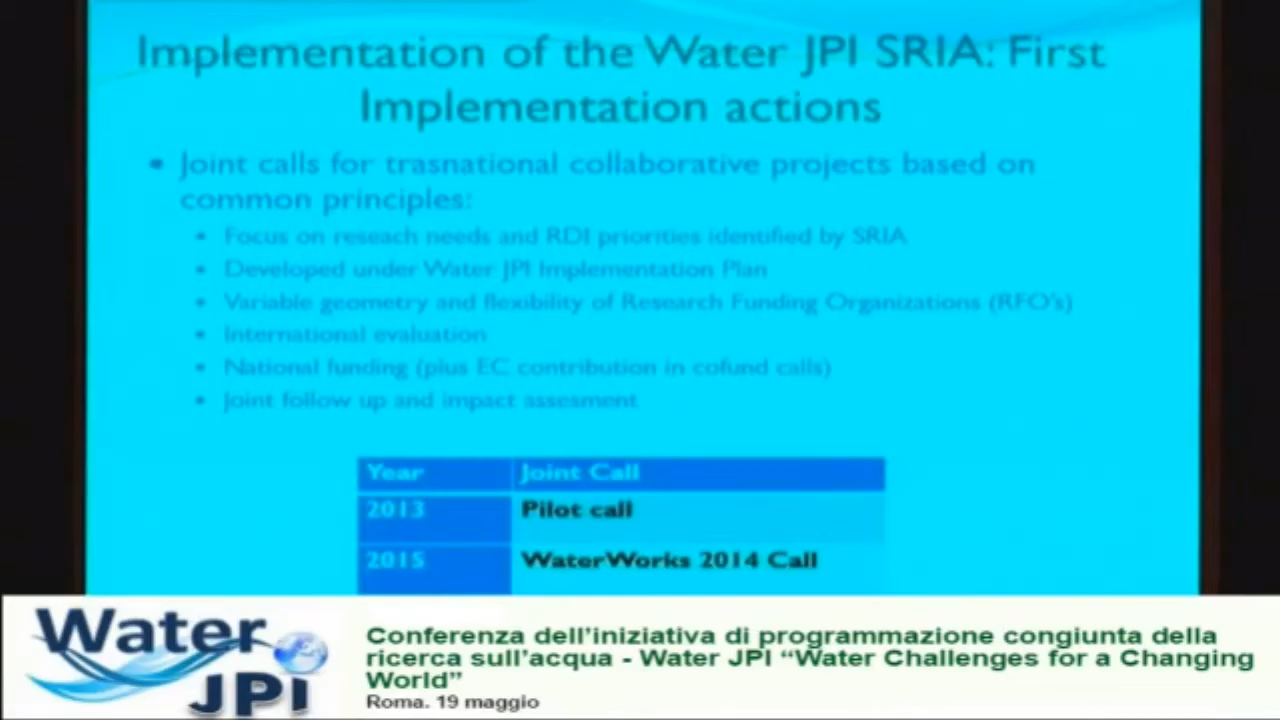 Implementation of the Water JPI SRIA: First
Implementation actions
• Joint calls for trasnational collaborative projects based on
common principles:
• Focus on reseach needs and RDI priorities identified by SRIA
• Developed under Water JPI Implementation Plan
• Variable geometry and flexibility of Research Funding Organizations (RFO's)
• International evaluation
• National funding (plus EC contribution in cofund calls)
• Joint follow up and impact assesment
Year Joint Call
2013 Pilot call
2015 WaterWorks 2014 Call
Water
JPI
Conferenza dell'iniziativa di programmazione congiunta della
ricerca sull'acqua - Water JPI “Water Challenges for a Changing
World”
Roma. 19 maggio